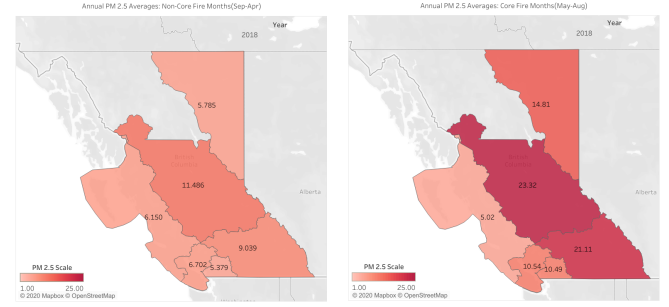 Annual PM 2.5 Averages: Non-Core Fire Months(Sep-Apr)
Year
2018
5.785
11.486
6.150
9.039
6.702
5.379
PM 2.5 Scale
1.00 25.00
© 2020 Mapbox © OpenStreetMap
Annual PM 2.5 Averages: Core Fire Months(May-Aug)
Year
2018
14.81
23.32
Alberta
5.02
21.11
10.54
10.49
PM 2.5 Scale
1.00 25.00
© 2020 Mapbox © OpenStreetMap